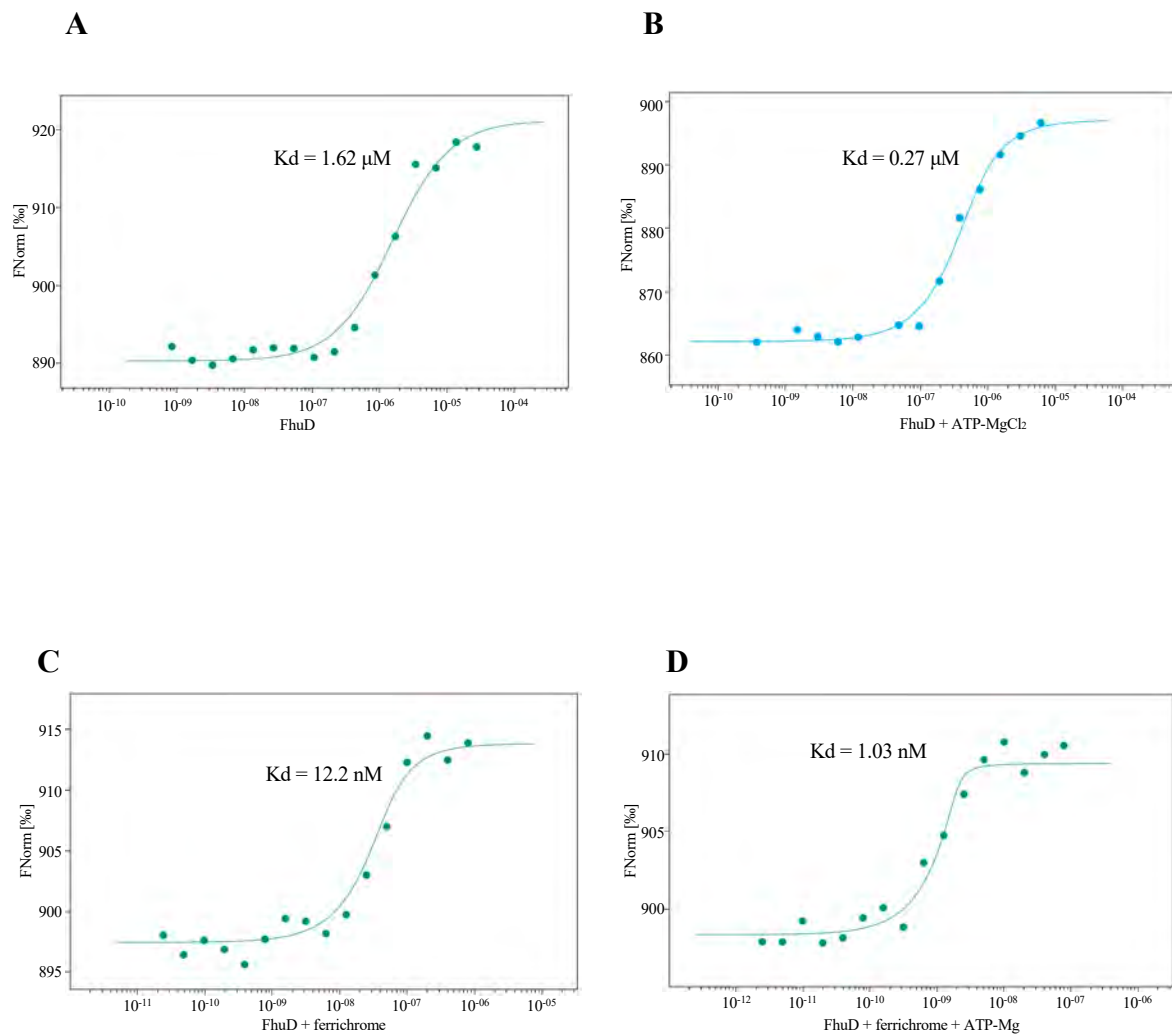 A
FNorm [‰]
920
910
900
890
Kd = 1.62 μM
10-10 10-09 10-08 10-07 10-06 10-05 10-04
FhuD
B
FNorm [‰]
900
890
880
870
860
Kd = 0.27 μM
10-10 10-09 10-08 10-07 10-06 10-05 10-04
FhuD + ATP-MgCl2
C
FNorm [‰]
915
910
905
900
895
Kd = 12.2 nM
10-11 10-10 10-09 10-08 10-07 10-06 10-05
FhuD + ferrichrome
D
FNorm [‰]
910
905
900
Kd = 1.03 nM
10-12 10-11 10-10 10-09 10-08 10-07 10-06
FhuD + ferrichrome + ATP-Mg